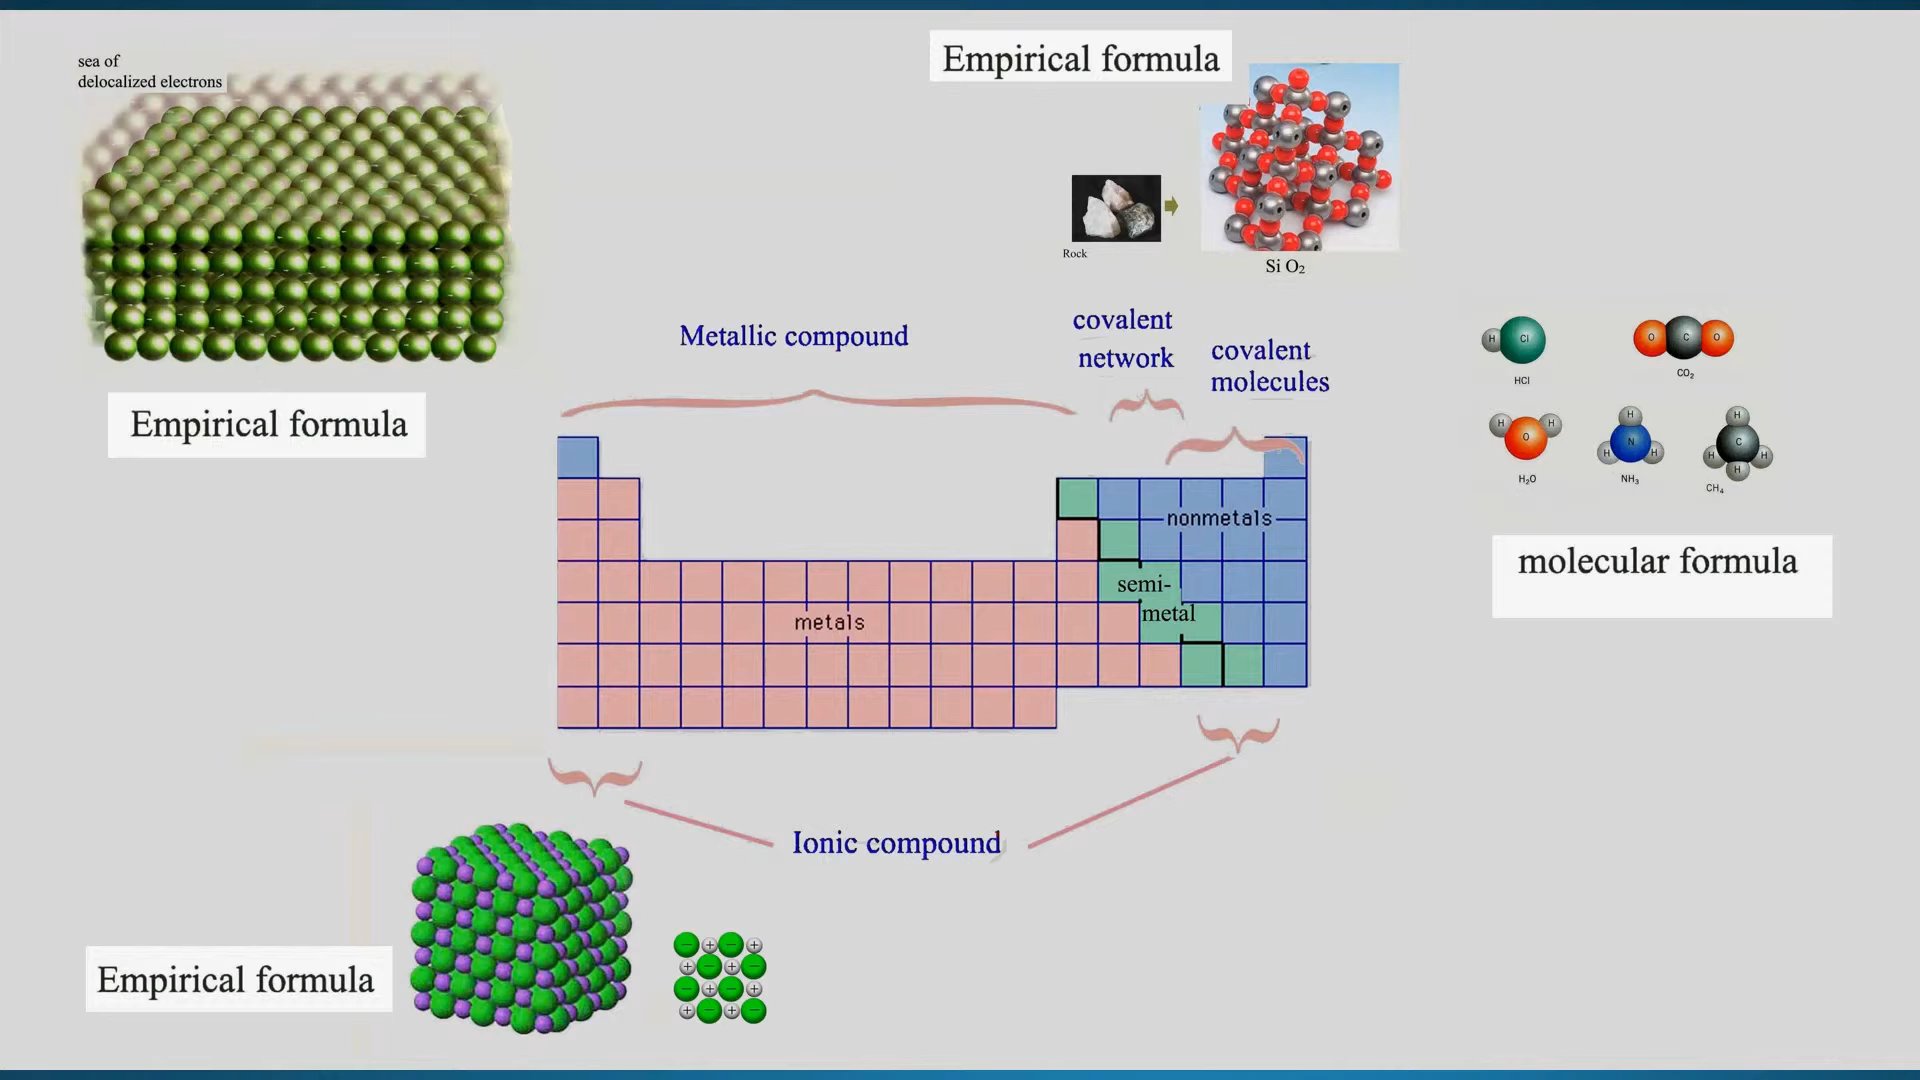 sea of
delocalized electrons
Empirical formula
Empirical formula
Rock
Si O₂
Metallic compound
covalent
network
covalent
molecules
H Cl
HCl
O C O
CO₂
H H
O
H₂O
H
N
H H
NH₃
H
C
H H
H
CH₄
molecular formula
nonmetals
semi-
metal
metals
Ionic compound
Empirical formula
− + − +
+ − + −
− + − +
+ − + −